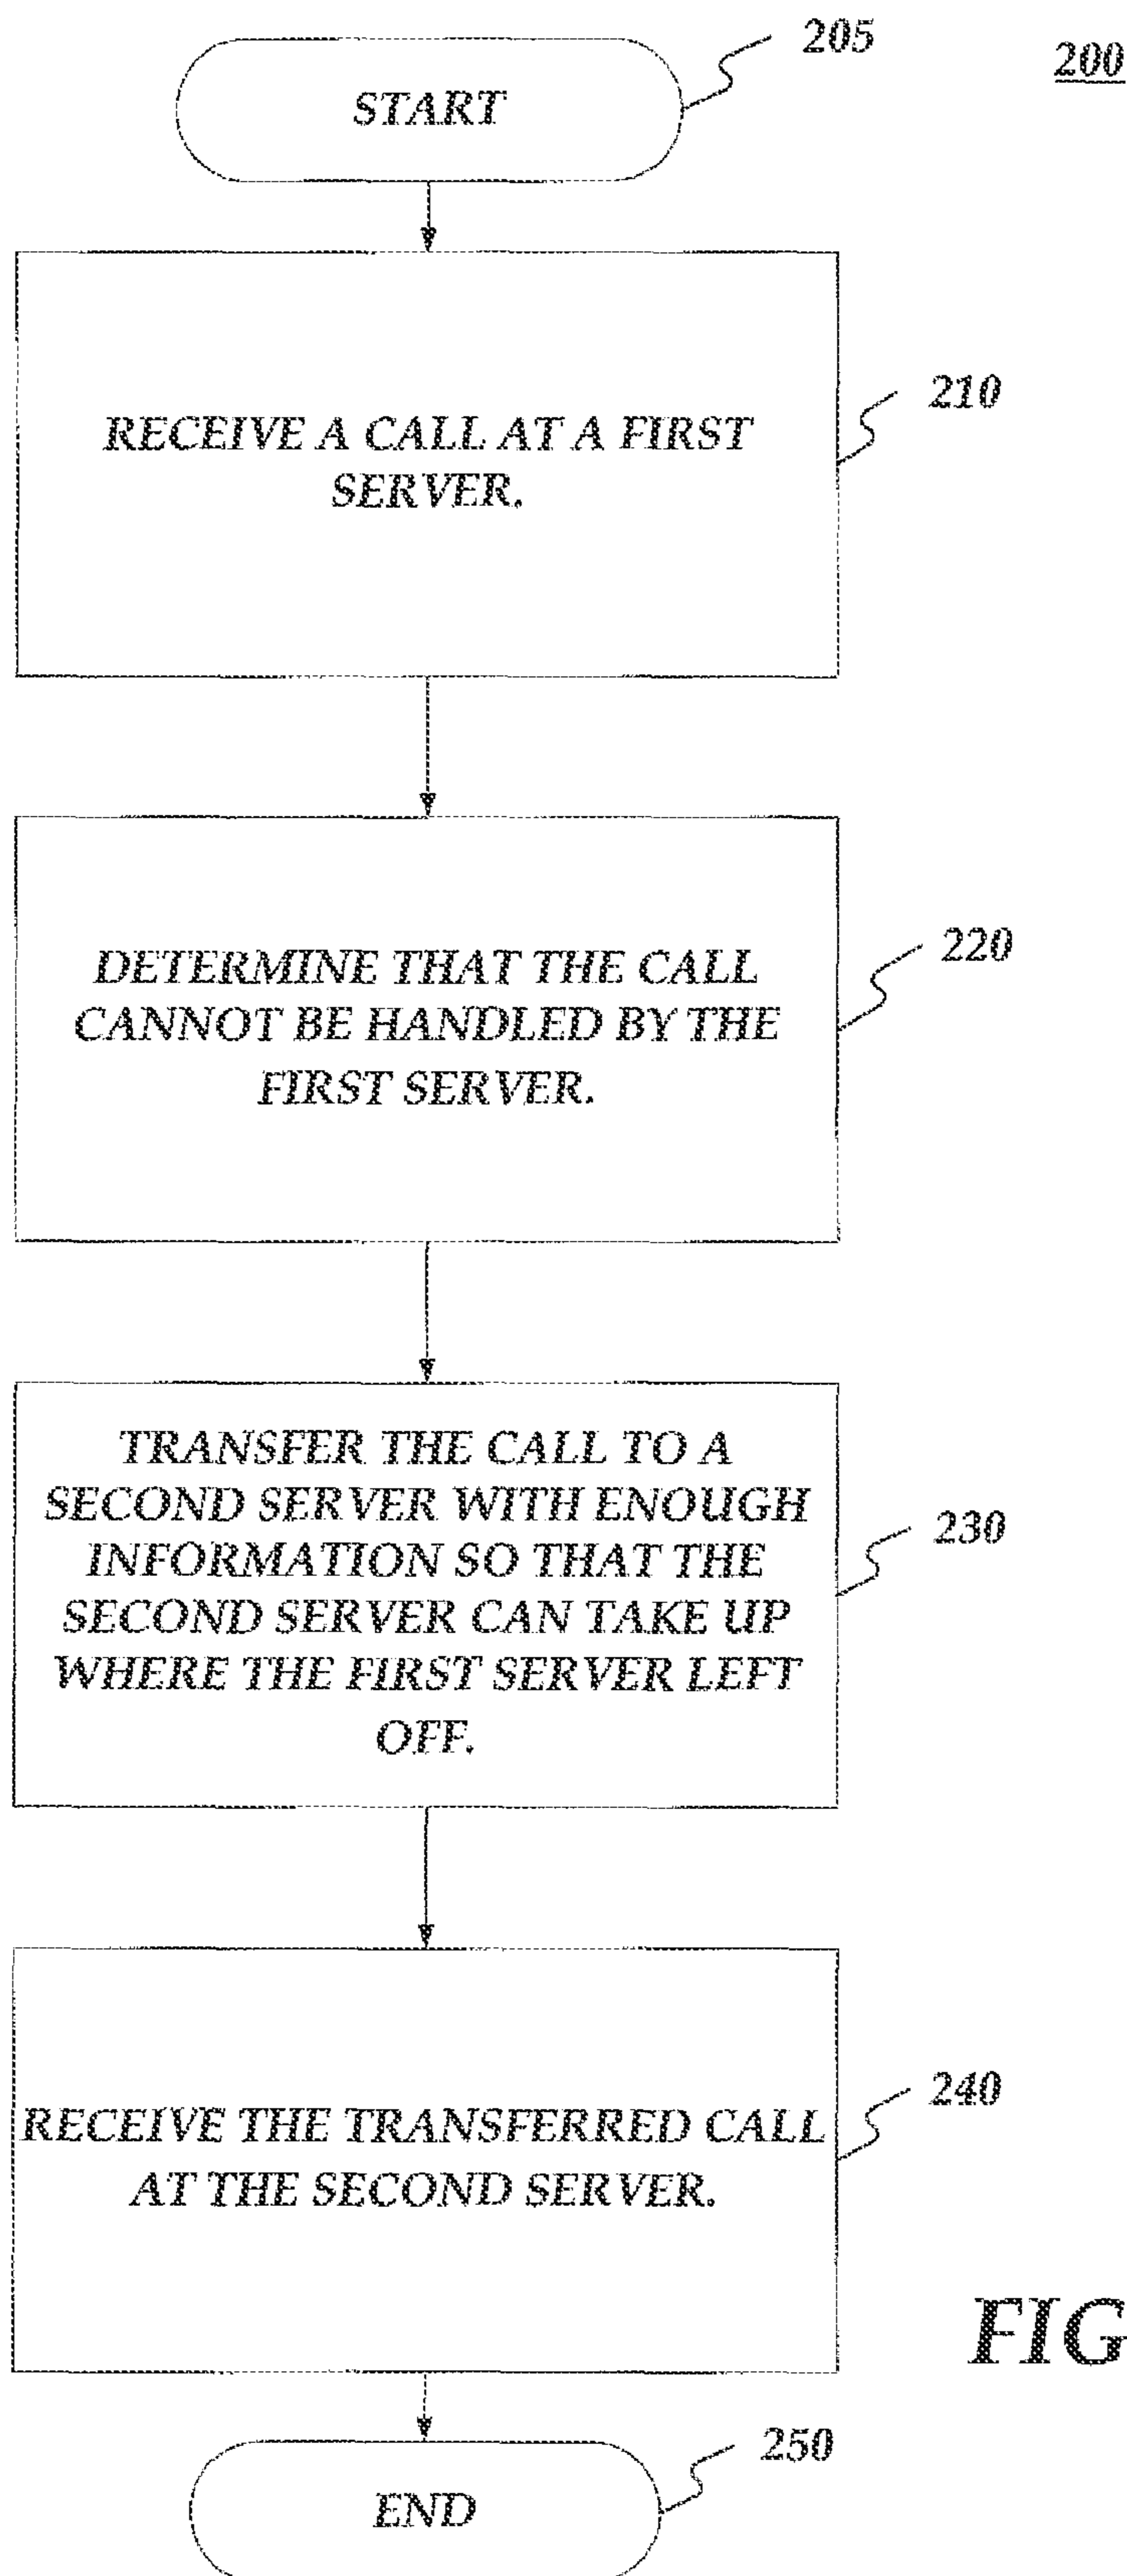 205
200
START
210
RECEIVE A CALL AT A FIRST
SERVER.
220
DETERMINE THAT THE CALL
CANNOT BE HANDLED BY THE
FIRST SERVER.
230
TRANSFER THE CALL TO A
SECOND SERVER WITH ENOUGH
INFORMATION SO THAT THE
SECOND SERVER CAN TAKE UP
WHERE THE FIRST SERVER LEFT
OFF.
240
RECEIVE THE TRANSFERRED CALL
AT THE SECOND SERVER.
FIG
250
END